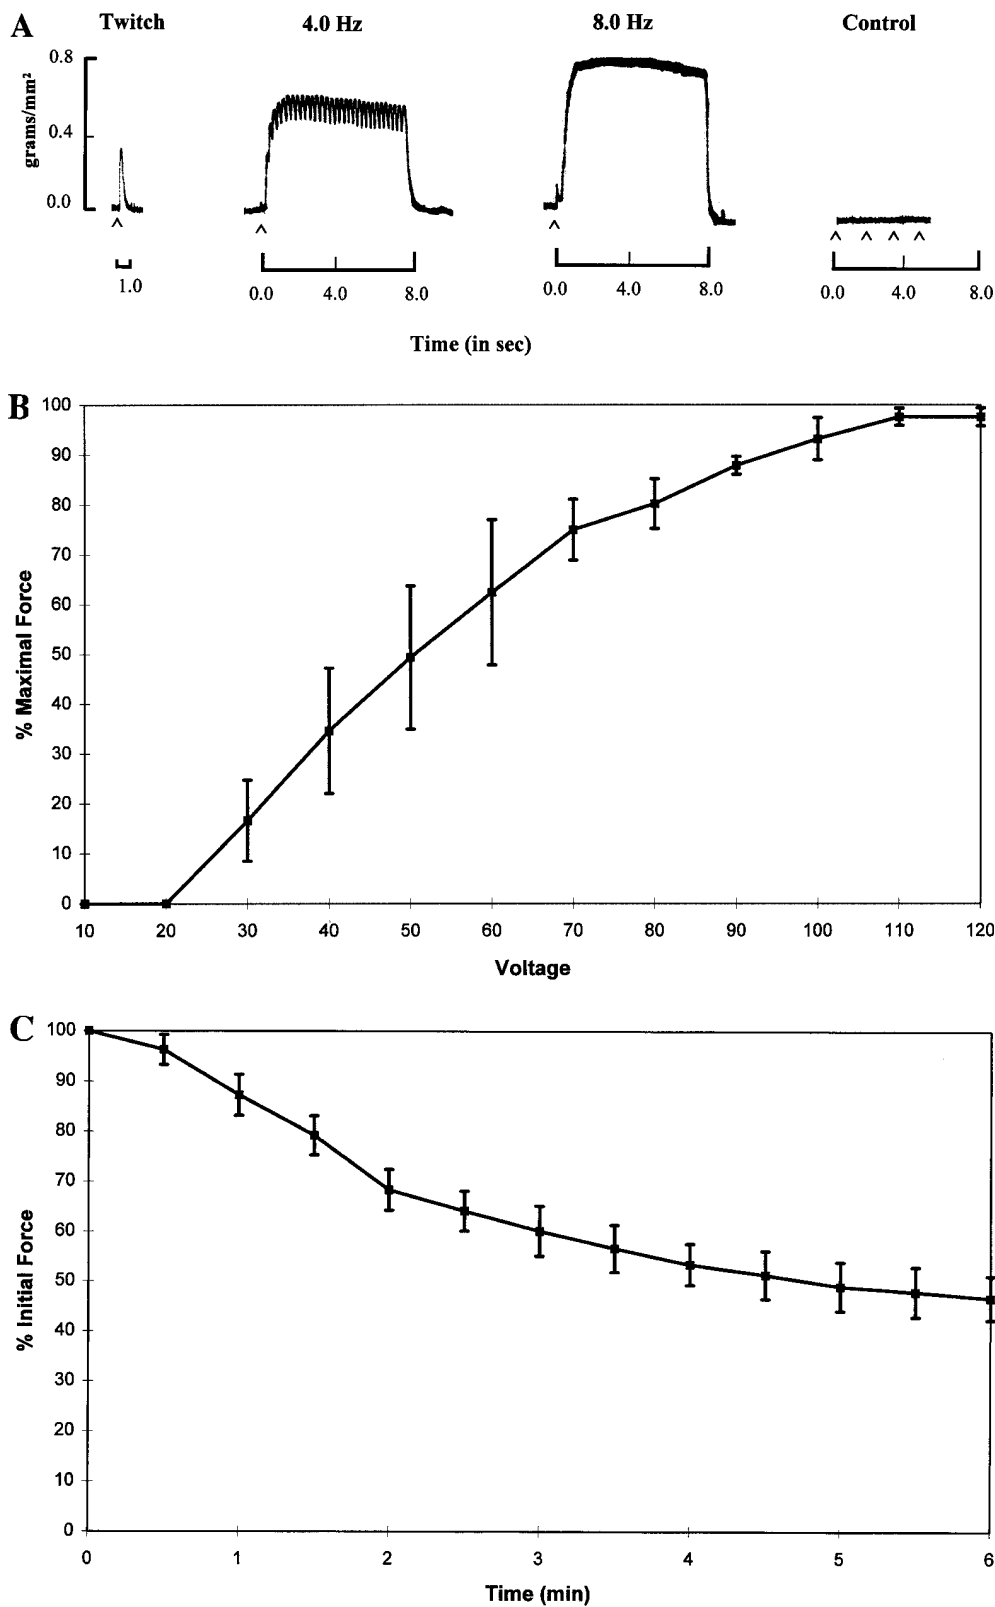 A
Twitch 4.0 Hz 8.0 Hz Control
grams/mm²
0.8
0.4
0.0
^ ^ ^ ^ ^ ^ ^
1.0 0.0 4.0 8.0 0.0 4.0 8.0 0.0 4.0 8.0
Time (in sec)
B
% Maximal Force
100
90
80
70
60
50
40
30
20
10
0
10 20 30 40 50 60 70 80 90 100 110 120
Voltage
C
% Initial Force
100
90
80
70
60
50
40
30
20
10
0
0 1 2 3 4 5 6
Time (min)